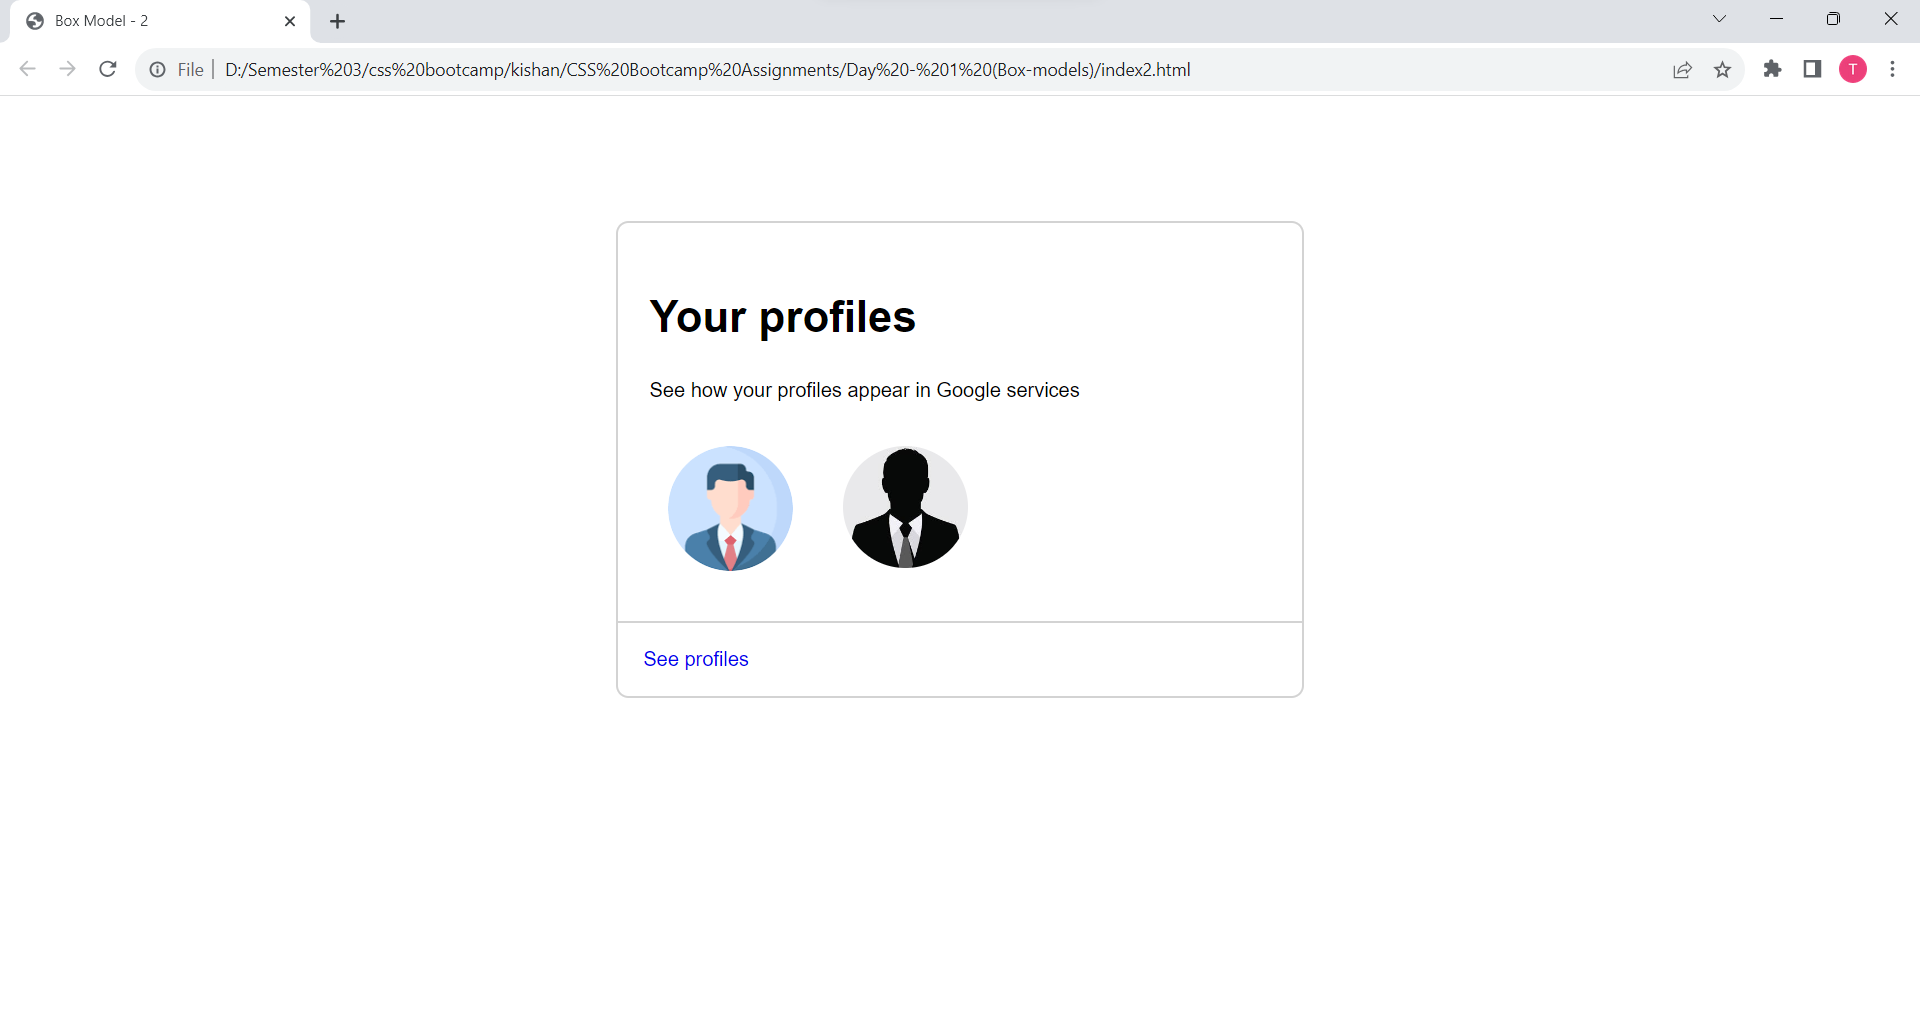 Box Model - 2
File D:/Semester%203/css%20bootcamp/kishan/CSS%20Bootcamp%20Assignments/Day%20-%201%20(Box-models)/index2.html
T
Your profiles
See how your profiles appear in Google services
See profiles